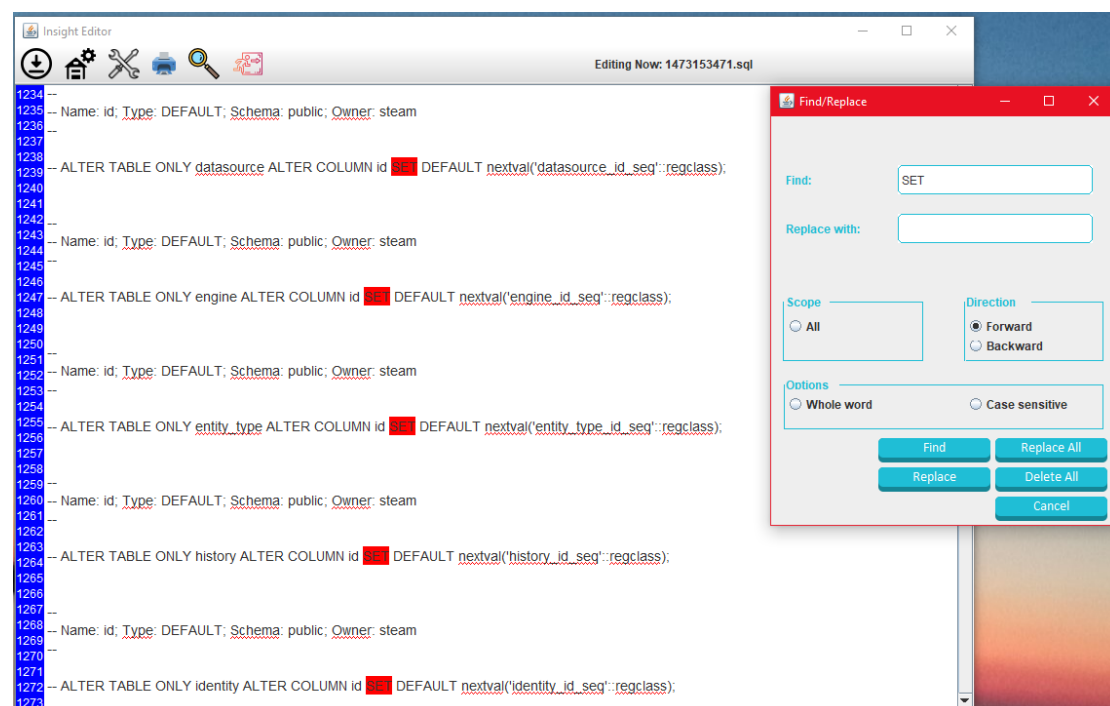 Insight Editor
Editing Now: 1473153471.sql
1234 --
1235 -- Name: id; Type: DEFAULT; Schema: public; Owner: steam
1236 --
1237
1238
1239 -- ALTER TABLE ONLY datasource ALTER COLUMN id SET DEFAULT nextval('datasource_id_seq'::regclass);
1240
1241
1242 --
1243 -- Name: id; Type: DEFAULT; Schema: public; Owner: steam
1244 --
1245
1246
1247 -- ALTER TABLE ONLY engine ALTER COLUMN id SET DEFAULT nextval('engine_id_seq'::regclass);
1248
1249
1250
1251 --
1252 -- Name: id; Type: DEFAULT; Schema: public; Owner: steam
1253 --
1254
1255 -- ALTER TABLE ONLY entity_type ALTER COLUMN id SET DEFAULT nextval('entity_type_id_seq'::regclass);
1256
1257
1258
1259 --
1260 -- Name: id; Type: DEFAULT; Schema: public; Owner: steam
1261 --
1262
1263
1264 -- ALTER TABLE ONLY history ALTER COLUMN id SET DEFAULT nextval('history_id_seq'::regclass);
1265
1266
1267 --
1268 -- Name: id; Type: DEFAULT; Schema: public; Owner: steam
1269 --
1270
1271
1272 -- ALTER TABLE ONLY identity ALTER COLUMN id SET DEFAULT nextval('identity_id_seq'::regclass);
1273
Find/Replace
Find: SET
Replace with:
Scope
All
Direction
Forward
Backward
Options
Whole word
Case sensitive
Find
Replace All
Replace
Delete All
Cancel